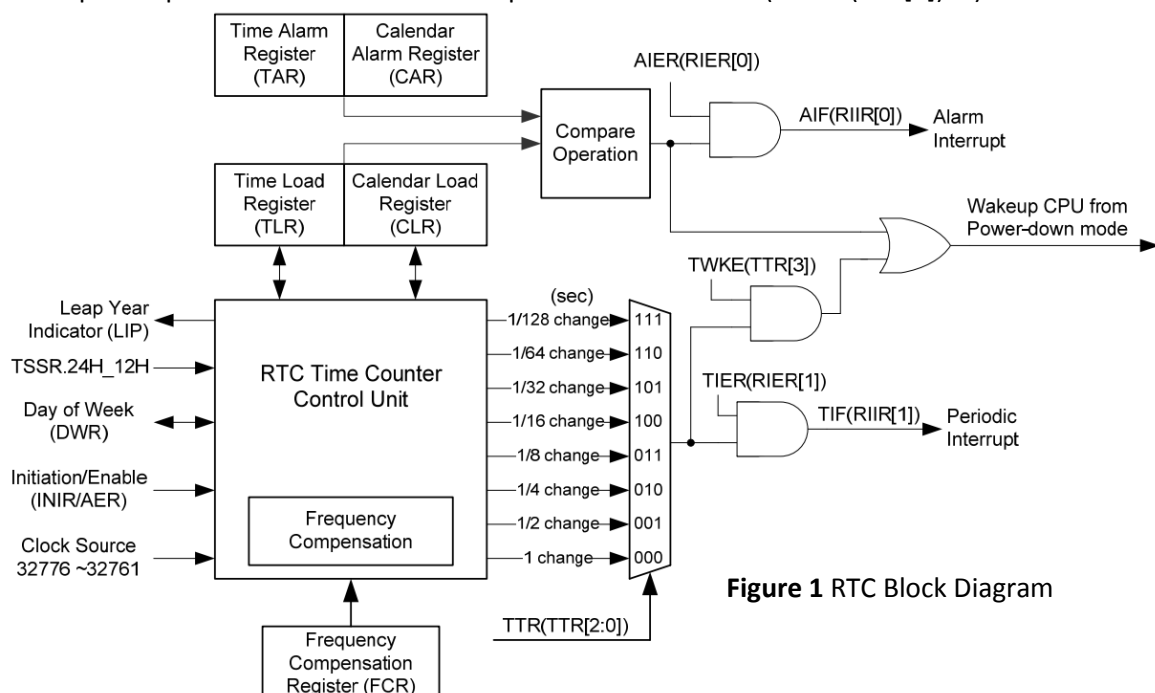 Time Alarm
Register
(TAR)
Calendar
Alarm Register
(CAR)
AIER(RIER[0])
Compare
Operation
AIF(RIIR[0])
Alarm
Interrupt
Time Load
Register
(TLR)
Calendar Load
Register
(CLR)
Wakeup CPU from
Power-down mode
TWKE(TTR[3])
Leap Year
Indicator (LIP)
TSSR.24H_12H
Day of Week
(DWR)
Initiation/Enable
(INIR/AER)
Clock Source
32776 ~32761
RTC Time Counter
Control Unit
Frequency
Compensation
(sec)
1/128 change 111
1/64 change 110
1/32 change 101
1/16 change 100
1/8 change 011
1/4 change 010
1/2 change 001
1 change 000
TIER(RIER[1])
TIF(RIIR[1])
Periodic
Interrupt
TTR(TTR[2:0])
Figure 1 RTC Block Diagram
Frequency
Compensation
Register (FCR)